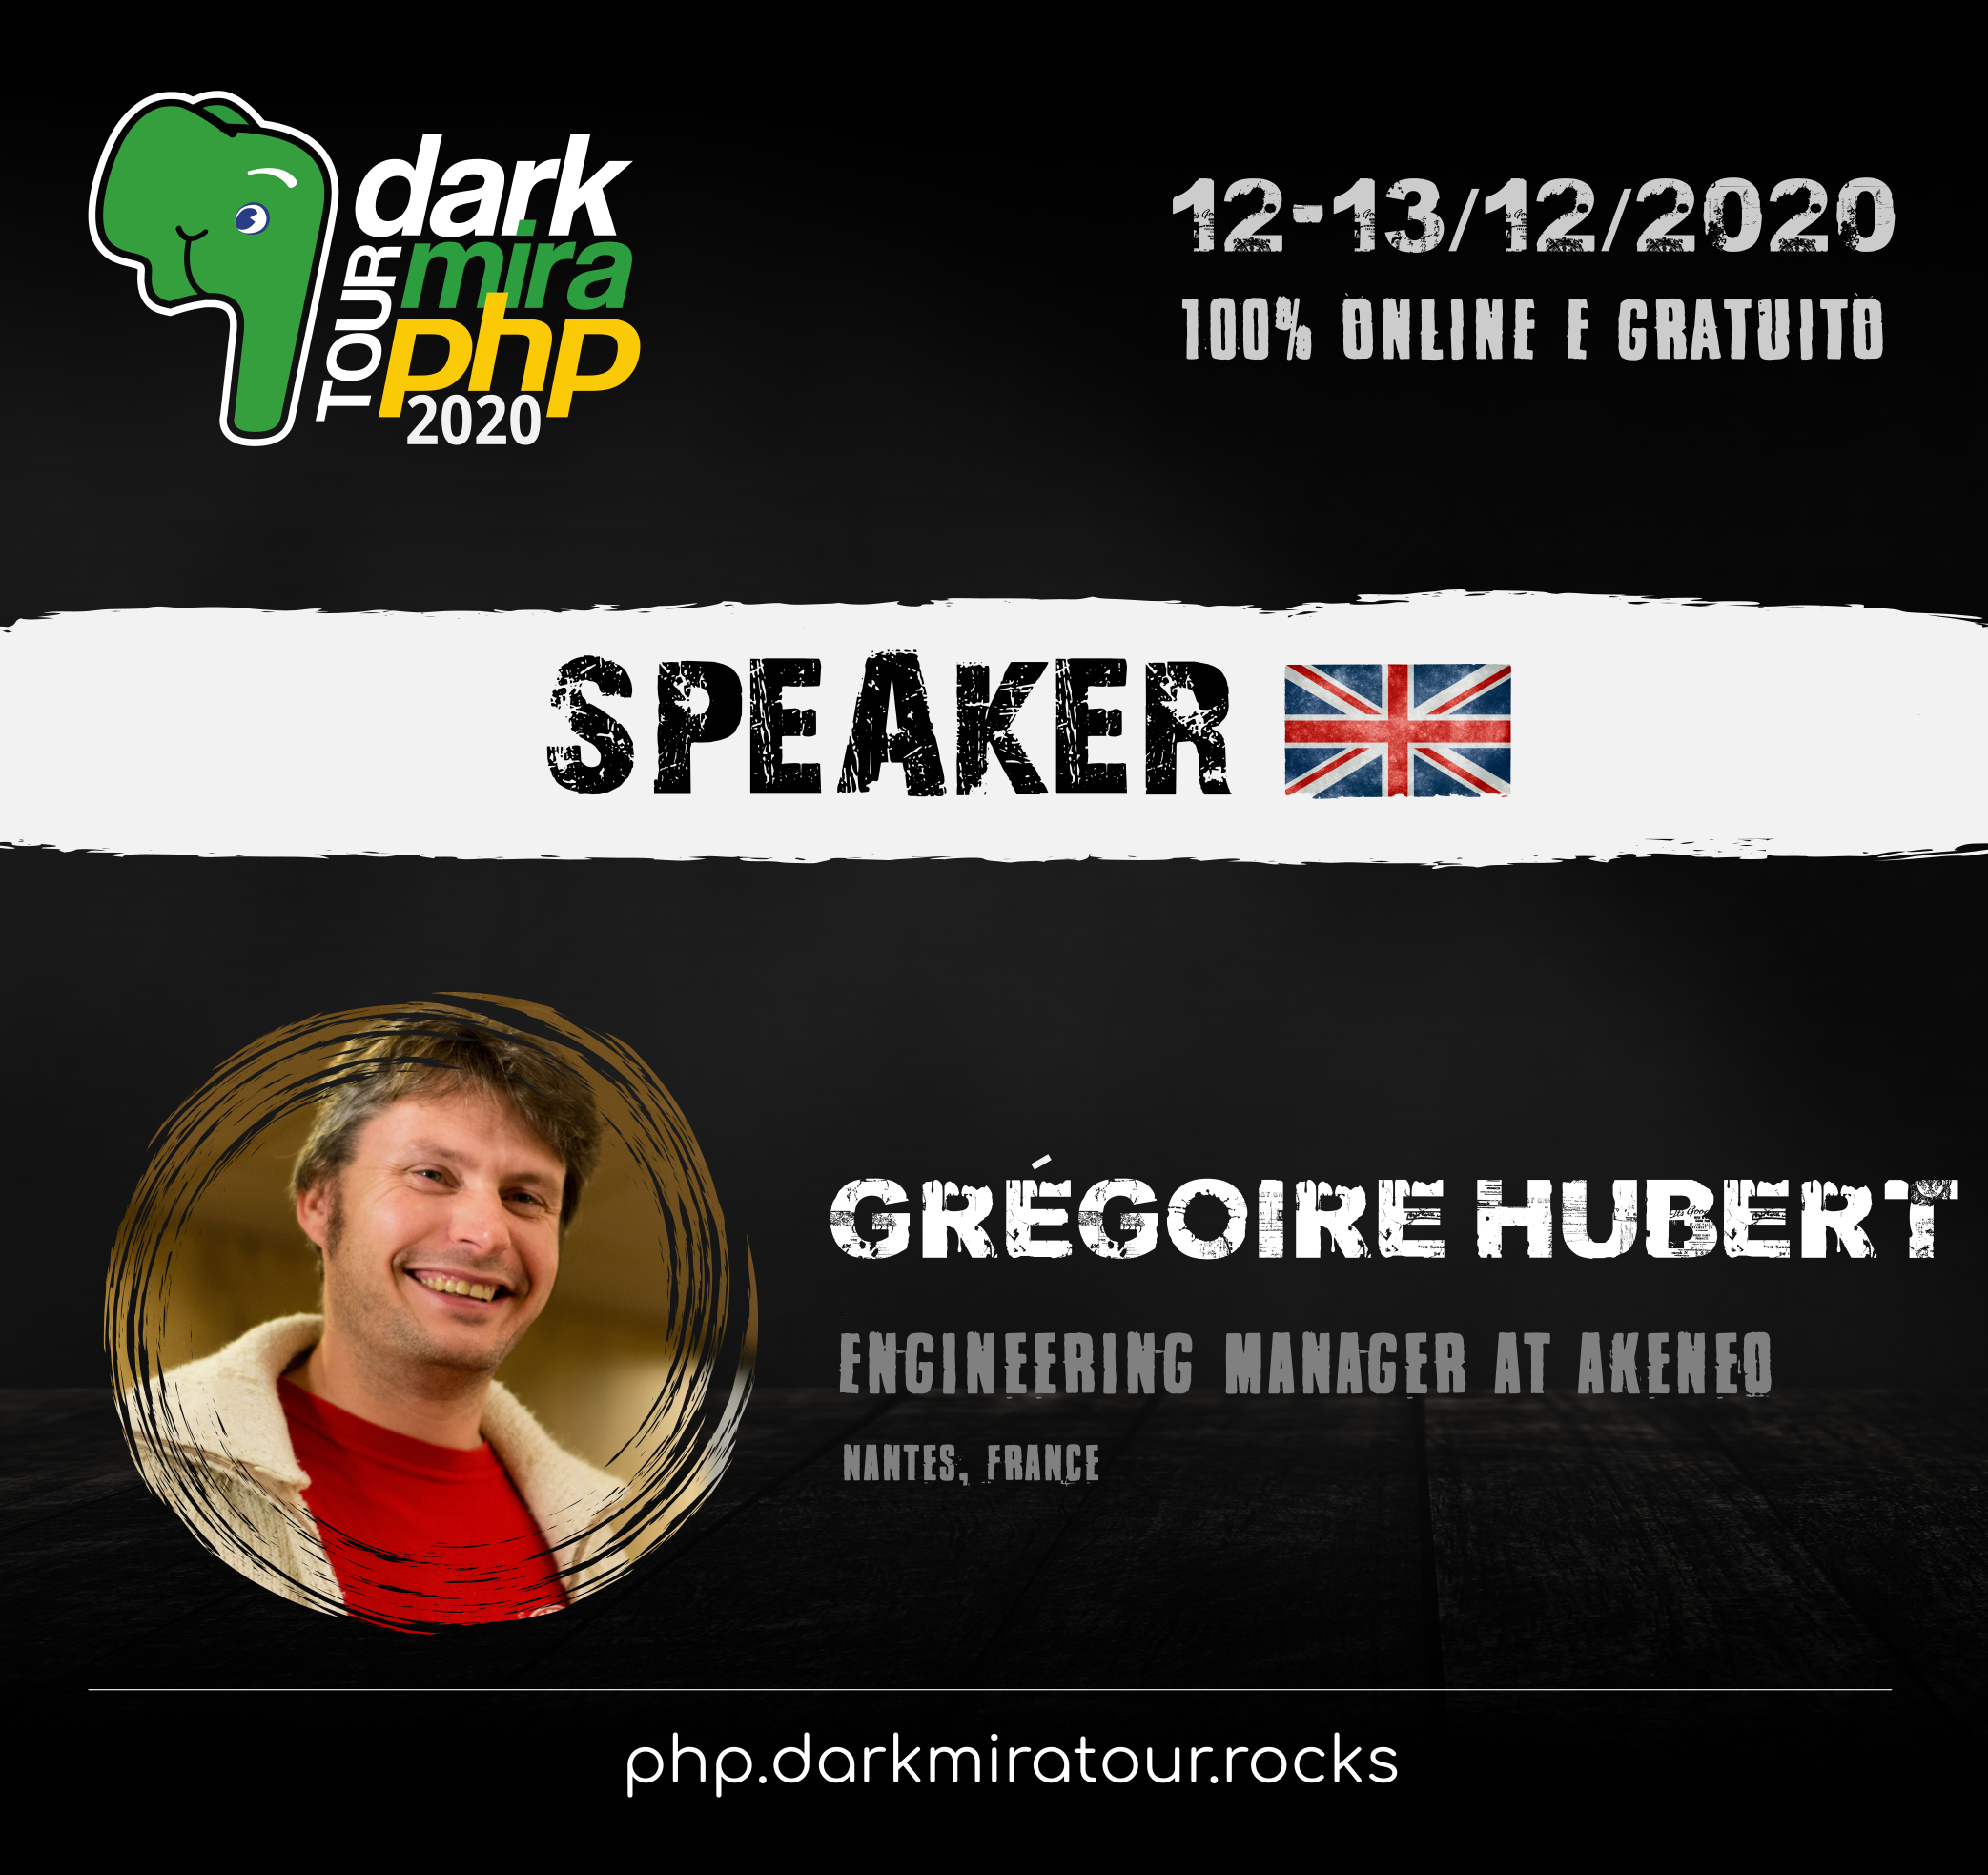 dark
mira
php
TOUR
2020
12-13/12/2020
100% ONLINE E GRATUITO
SPEAKER
GRÉGOIRE HUBERT
ENGINEERING MANAGER AT AKENEO
NANTES, FRANCE
php.darkmiratour.rocks